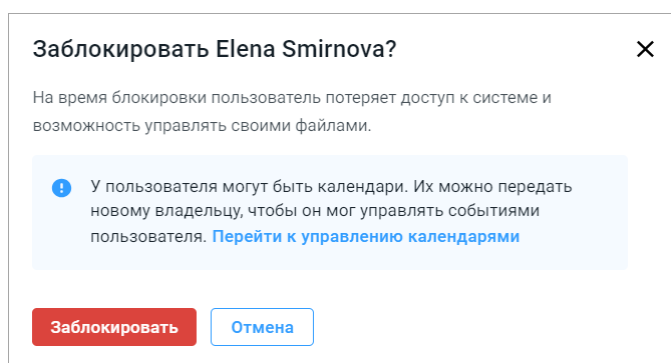 Заблокировать Elena Smirnova?
На время блокировки пользователь потеряет доступ к системе и
возможность управлять своими файлами.
У пользователя могут быть календари. Их можно передать
новому владельцу, чтобы он мог управлять событиями
пользователя. Перейти к управлению календарями
Заблокировать Отмена